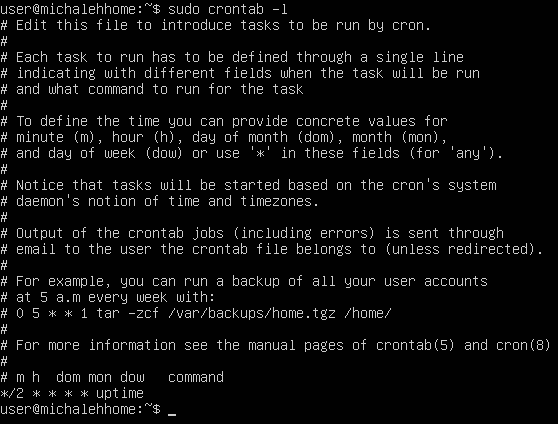 user@michalehhome:~$ sudo crontab -l
# Edit this file to introduce tasks to be run by cron.
#
# Each task to run has to be defined through a single line
# indicating with different fields when the task will be run
# and what command to run for the task
#
# To define the time you can provide concrete values for
# minute (m), hour (h), day of month (dom), month (mon),
# and day of week (dow) or use '*' in these fields (for 'any').
#
# Notice that tasks will be started based on the cron's system
# daemon's notion of time and timezones.
#
# Output of the crontab jobs (including errors) is sent through
# email to the user the crontab file belongs to (unless redirected).
#
# For example, you can run a backup of all your user accounts
# at 5 a.m every week with:
# 0 5 * * 1 tar -zcf /var/backups/home.tgz /home/
#
# For more information see the manual pages of crontab(5) and cron(8)
#
# m h  dom mon dow   command
*/2 * * * * uptime
user@michalehhome:~$ _